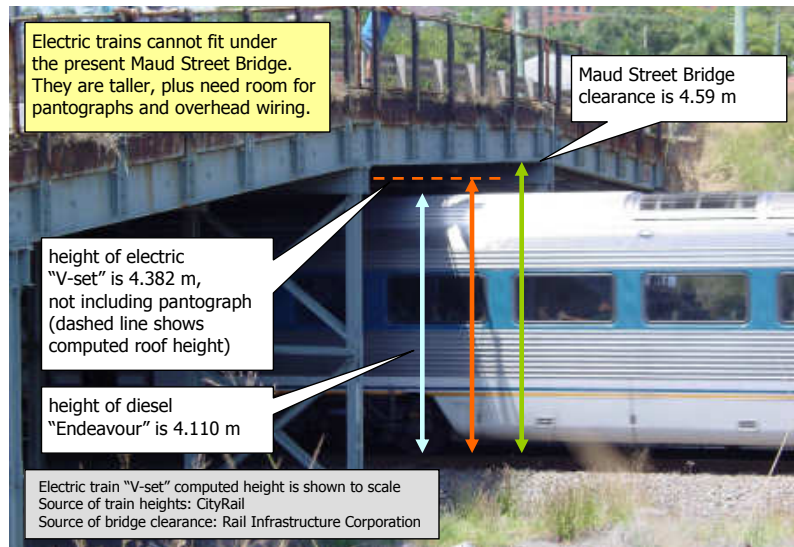 Electric trains cannot fit under
the present Maud Street Bridge.
They are taller, plus need room for
pantographs and overhead wiring.
Maud Street Bridge
clearance is 4.59 m
height of electric
“V-set” is 4.382 m,
not including pantograph
(dashed line shows
computed roof height)
height of diesel
“Endeavour” is 4.110 m
Electric train “V-set” computed height is shown to scale
Source of train heights: CityRail
Source of bridge clearance: Rail Infrastructure Corporation